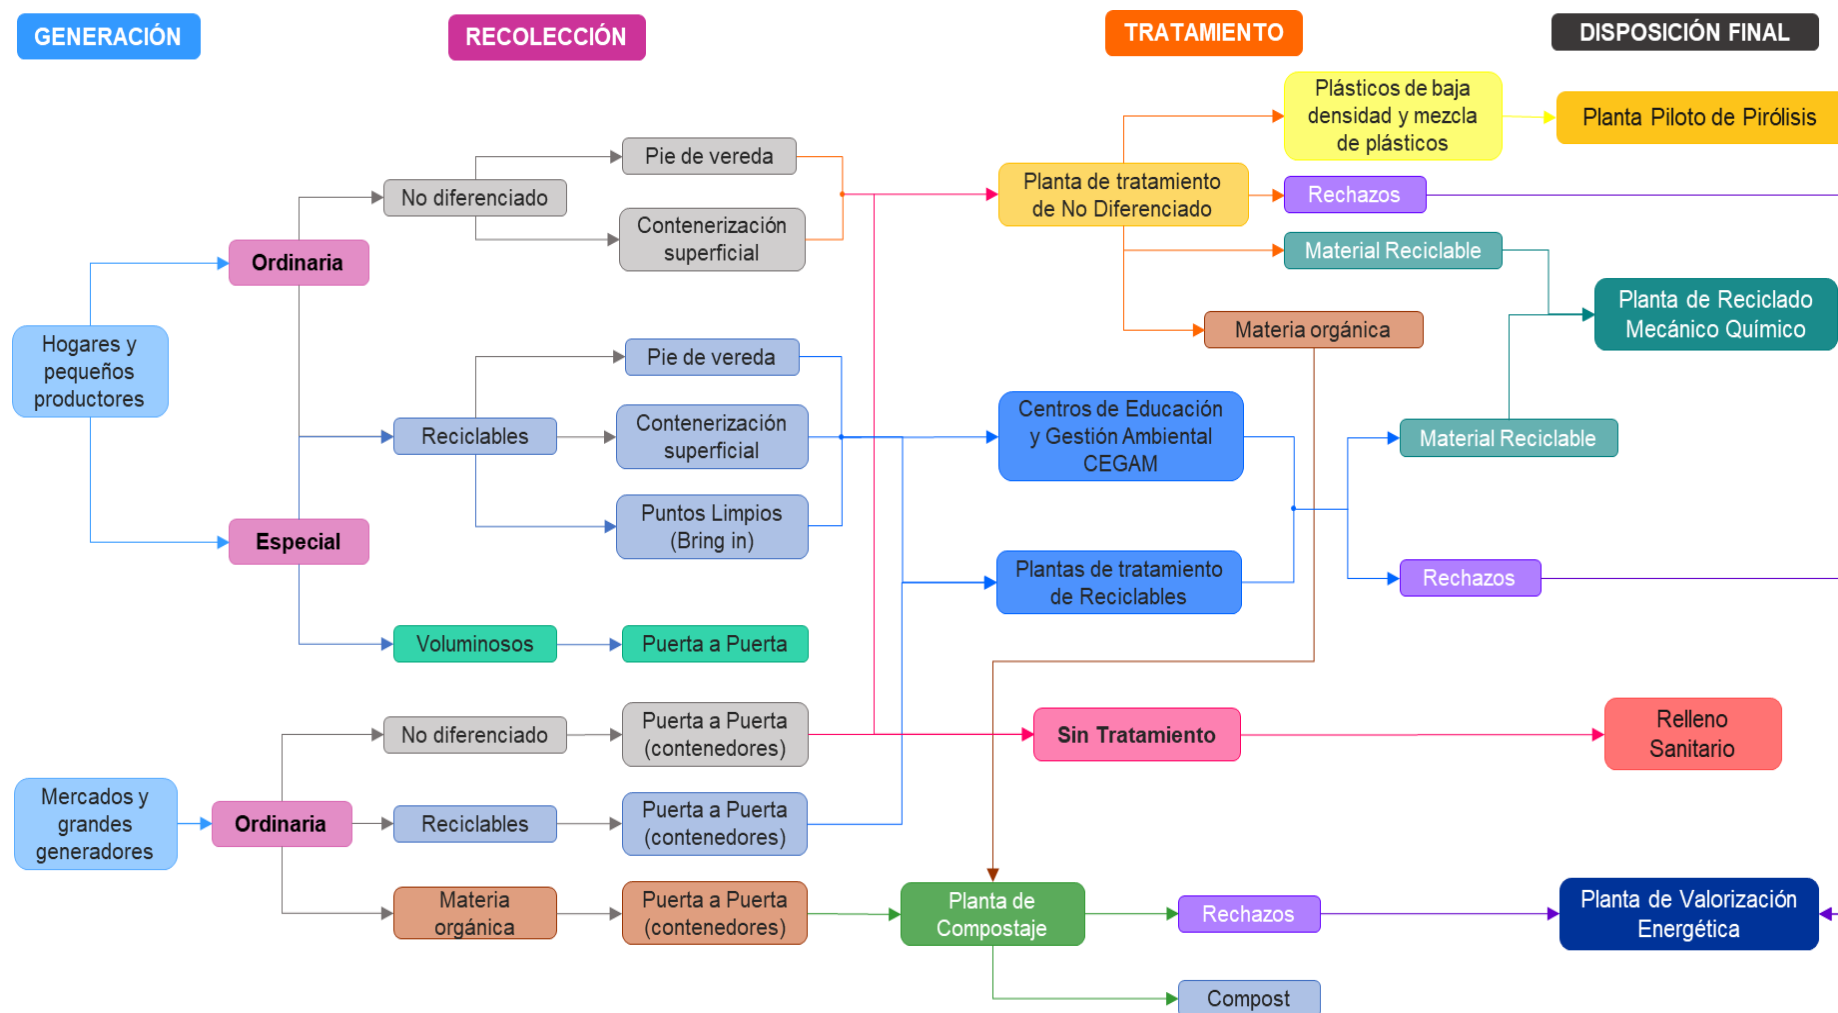 GENERACIÓN
RECOLECCIÓN
TRATAMIENTO
DISPOSICIÓN FINAL
Plásticos de baja
densidad y mezcla
de plásticos
Planta Piloto de Pirólisis
Pie de vereda
No diferenciado
Contenerización
superficial
Planta de tratamiento
de No Diferenciado
Rechazos
Material Reciclable
Ordinaria
Planta de Reciclado
Mecánico Químico
Materia orgánica
Hogares y
pequeños
productores
Pie de vereda
Reciclables
Contenerización
superficial
Centros de Educación
y Gestión Ambiental
CEGAM
Material Reciclable
Puntos Limpios
(Bring in)
Especial
Plantas de tratamiento
de Reciclables
Rechazos
Voluminosos
Puerta a Puerta
No diferenciado
Puerta a Puerta
(contenedores)
Sin Tratamiento
Relleno
Sanitario
Mercados y
grandes
generadores
Ordinaria
Reciclables
Puerta a Puerta
(contenedores)
Materia
orgánica
Puerta a Puerta
(contenedores)
Planta de
Compostaje
Rechazos
Planta de Valorización
Energética
Compost